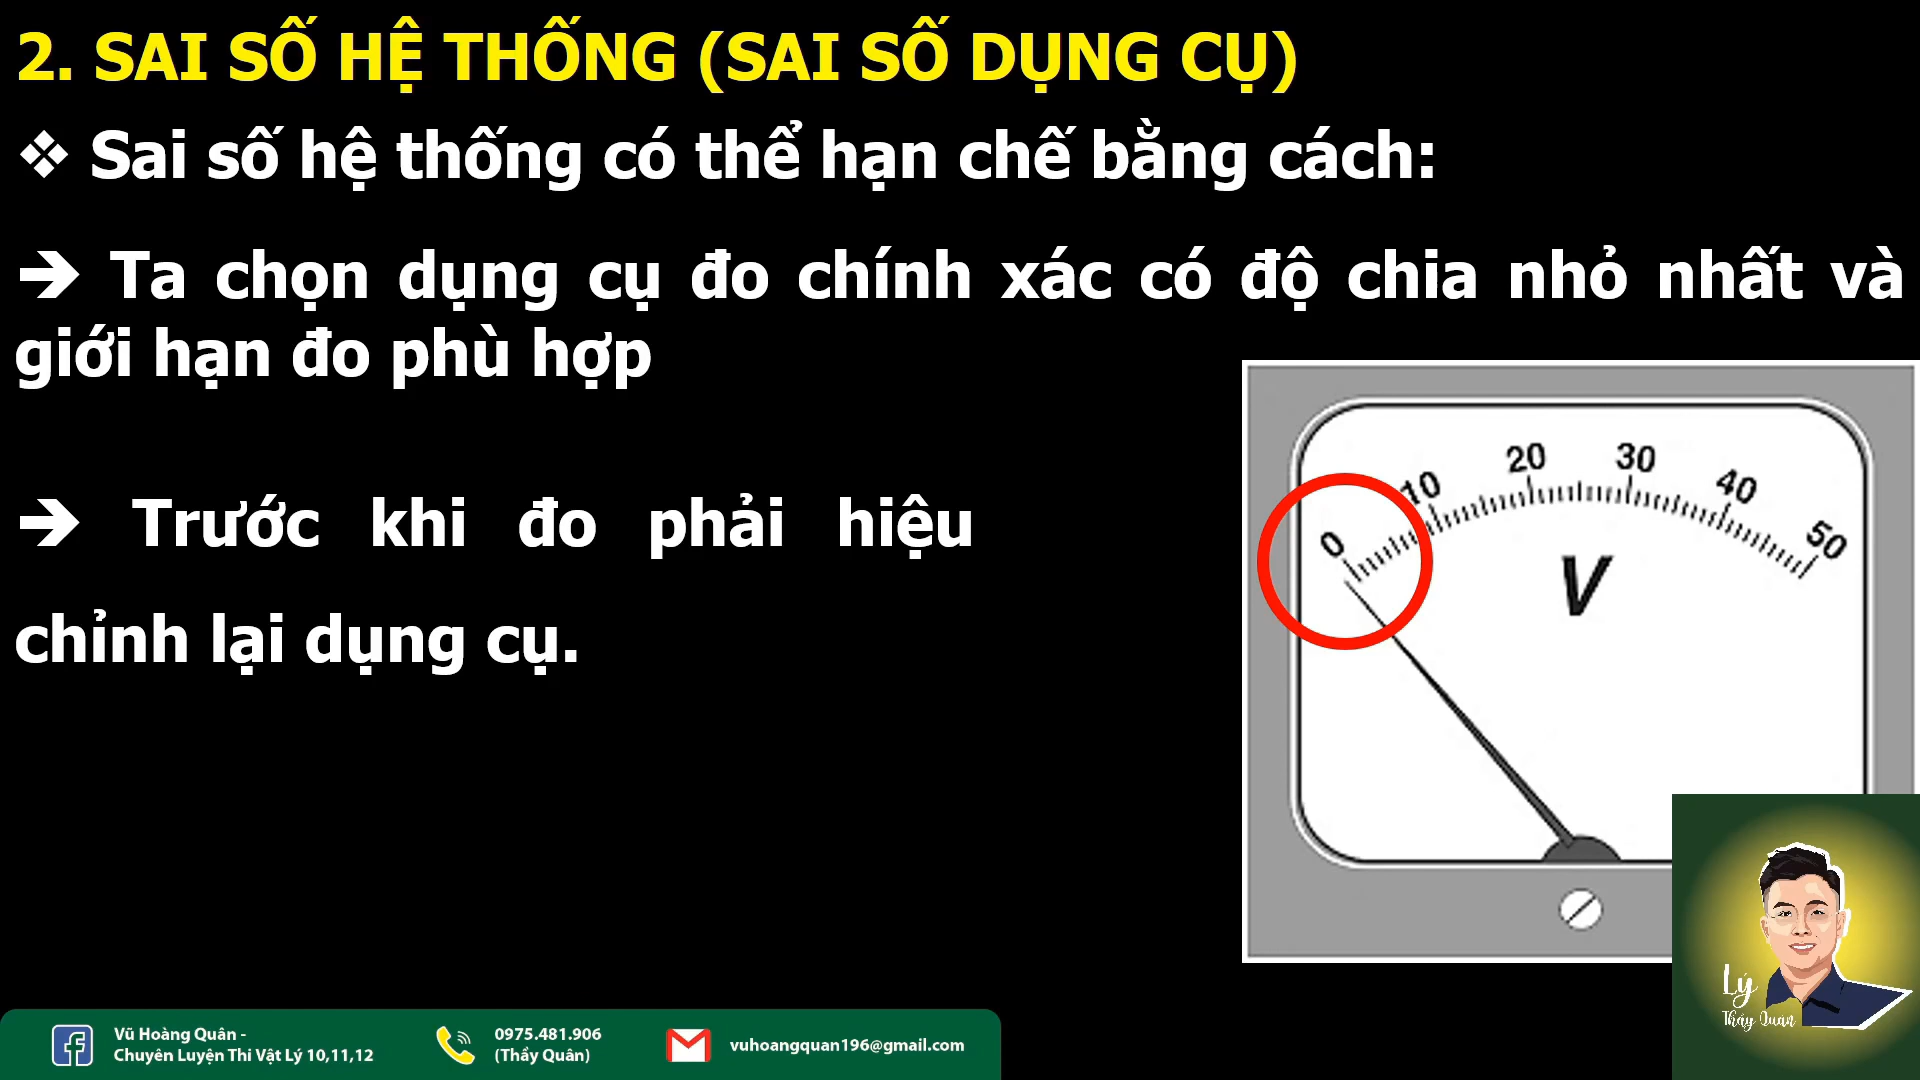 2. SAI SỐ HỆ THỐNG (SAI SỐ DỤNG CỤ)
❖ Sai số hệ thống có thể hạn chế bằng cách:
➔ Ta chọn dụng cụ đo chính xác có độ chia nhỏ nhất và
giới hạn đo phù hợp
➔ Trước khi đo phải hiệu
chỉnh lại dụng cụ.
0 10 20 30 40 50
V
Lý
Thầy Quân
Vũ Hoàng Quân -
Chuyên Luyện Thi Vật Lý 10,11,12
0975.481.906
(Thầy Quân)
vuhoangquan196@gmail.com